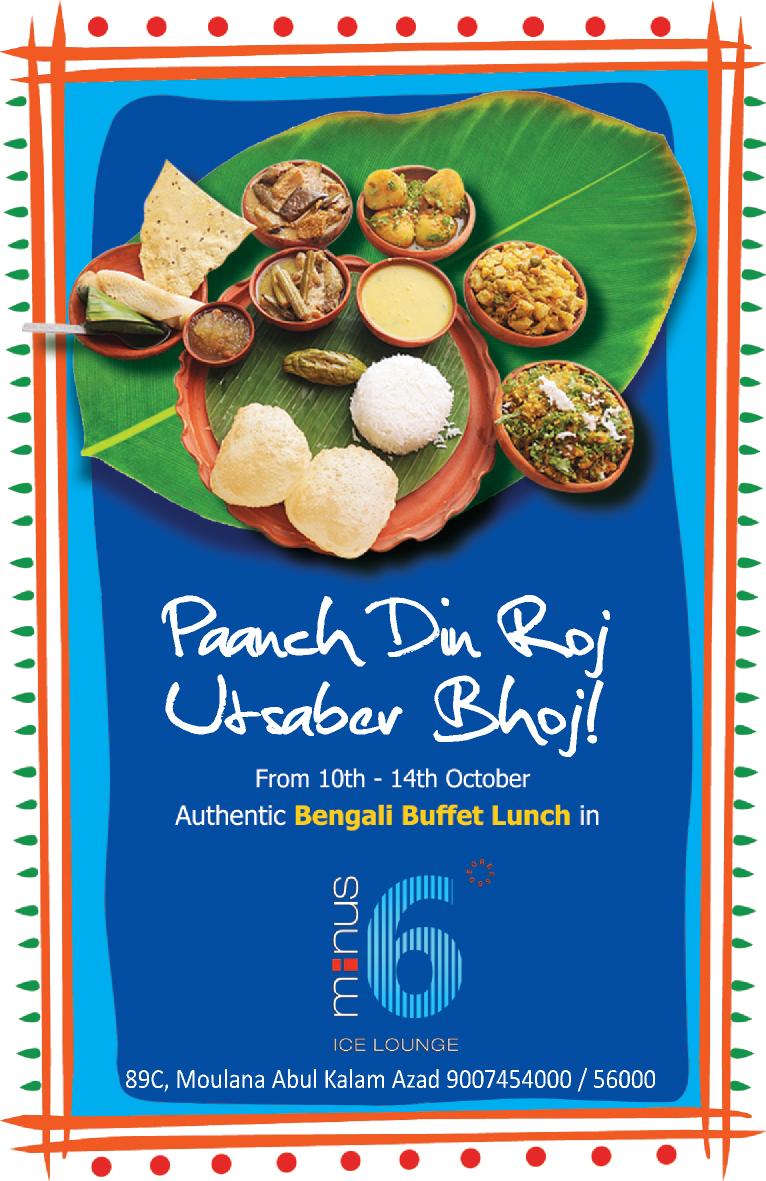 Paanch Din Roj
Utsaber Bhoj!
From 10th - 14th October
Authentic Bengali Buffet Lunch in
minus 6 DEGREESSS
ICE LOUNGE
89C, Moulana Abul Kalam Azad 9007454000 / 56000